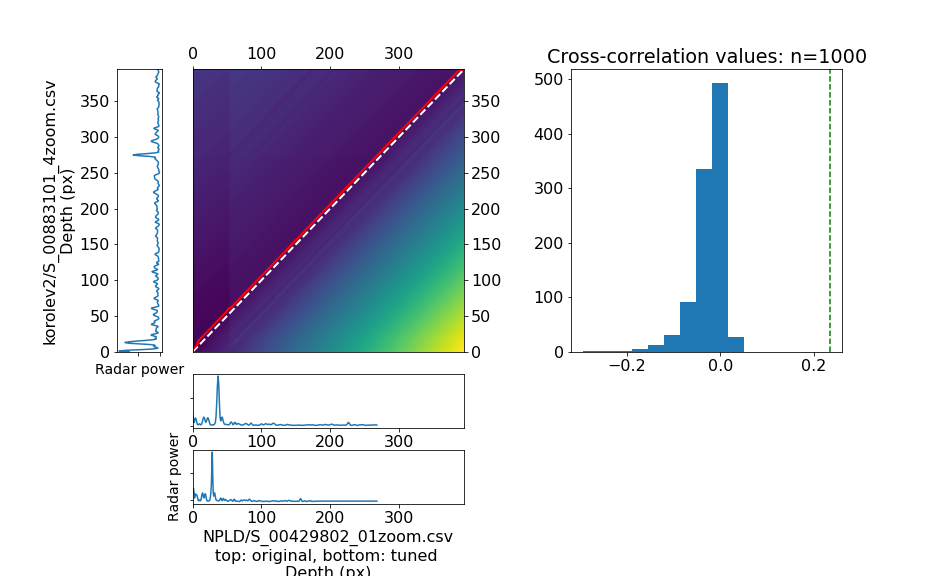 0 100 200 300
Cross-correlation values: n=1000
korolev2/S_00883101_4zoom.csv
Depth (px)
350
300
250
200
150
100
50
0
Radar power
350
300
250
200
150
100
50
0
500
400
300
200
100
0
−0.2 0.0 0.2
0 100 200 300
Radar power
0 100 200 300
NPLD/S_00429802_01zoom.csv
top: original, bottom: tuned
Depth (px)